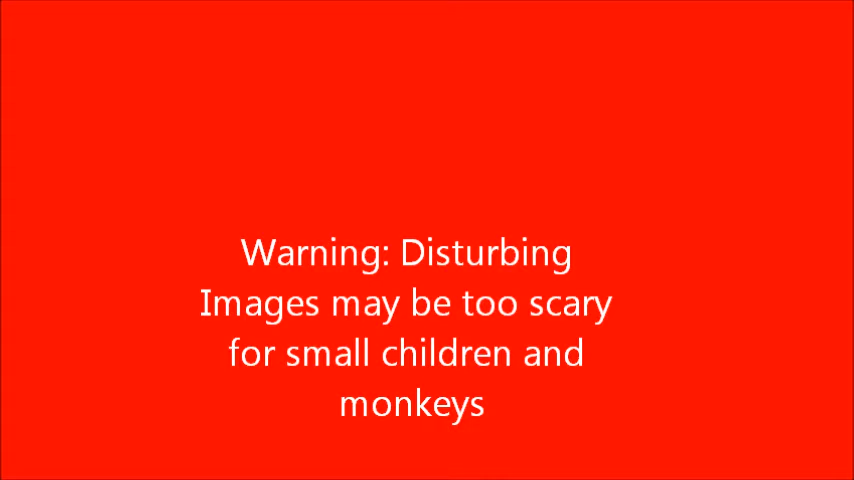 Warning: Disturbing
Images may be too scary
for small children and
monkeys